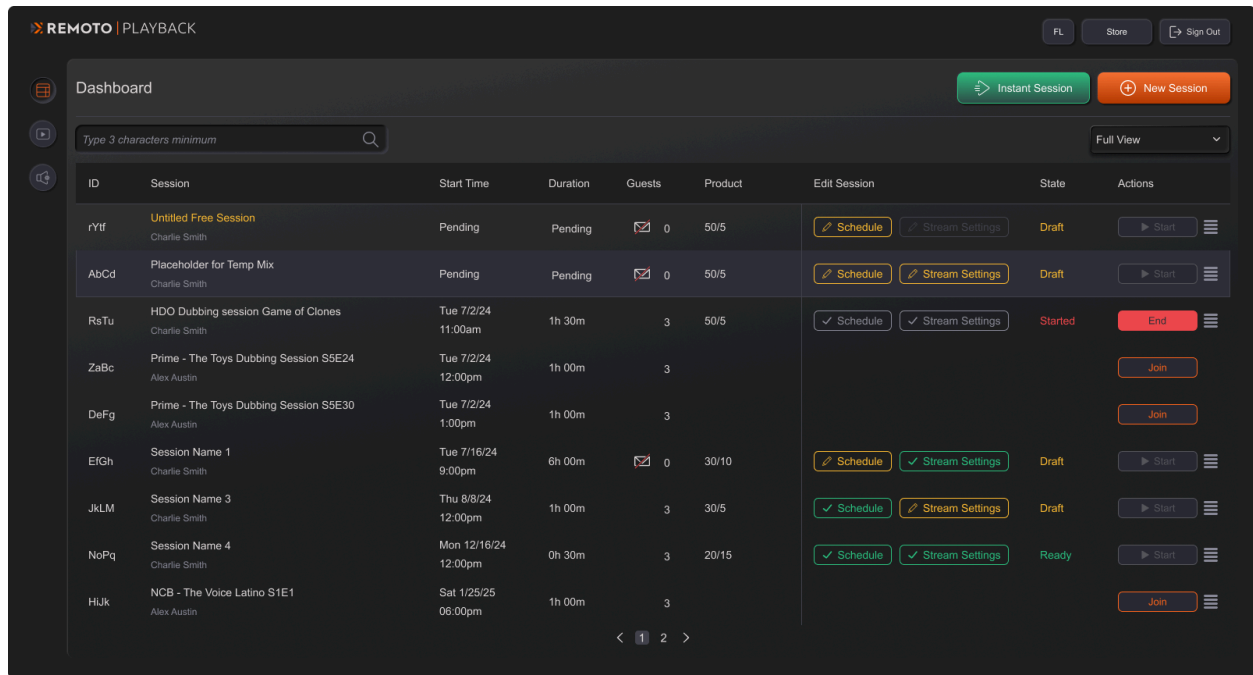 REMOTO | PLAYBACK
FL
Store
Sign Out
Dashboard
Instant Session
New Session
Type 3 characters minimum
Full View
ID Session Start Time Duration Guests Product Edit Session State Actions
rYtf Untitled Free Session Charlie Smith Pending Pending 0 50/5 Schedule Stream Settings Draft Start
AbCd Placeholder for Temp Mix Charlie Smith Pending Pending 0 50/5 Schedule Stream Settings Draft Start
RsTu HDO Dubbing session Game of Clones Charlie Smith Tue 7/2/24 11:00am 1h 30m 3 50/5 Schedule Stream Settings Started End
ZaBc Prime - The Toys Dubbing Session S5E24 Alex Austin Tue 7/2/24 12:00pm 1h 00m 3 Join
DeFg Prime - The Toys Dubbing Session S5E30 Alex Austin Tue 7/2/24 1:00pm 1h 00m 3 Join
EfGh Session Name 1 Charlie Smith Tue 7/16/24 9:00pm 6h 00m 0 30/10 Schedule Stream Settings Draft Start
JkLM Session Name 3 Charlie Smith Thu 8/8/24 12:00pm 1h 00m 3 30/5 Schedule Stream Settings Draft Start
NoPq Session Name 4 Charlie Smith Mon 12/16/24 12:00pm 0h 30m 3 20/15 Schedule Stream Settings Ready Start
HiJk NCB - The Voice Latino S1E1 Alex Austin Sat 1/25/25 06:00pm 1h 00m 3 Join
1 2